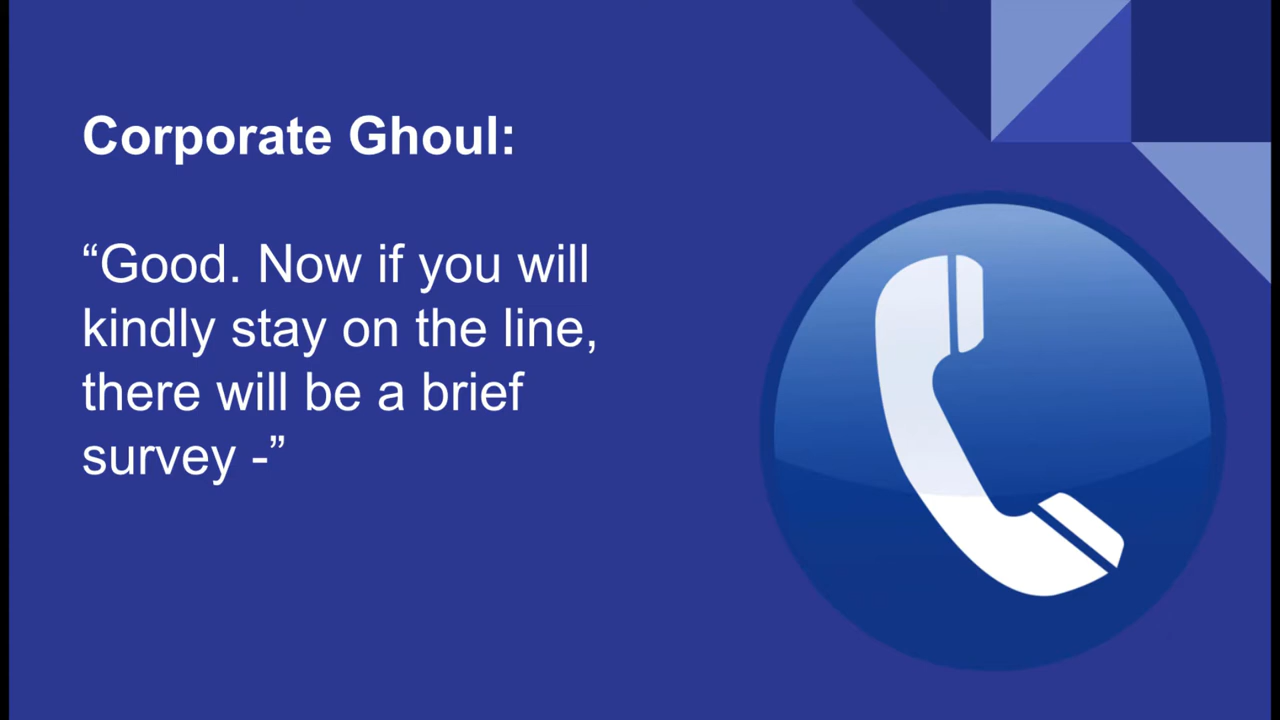 Corporate Ghoul:
“Good. Now if you will
kindly stay on the line,
there will be a brief
survey -”